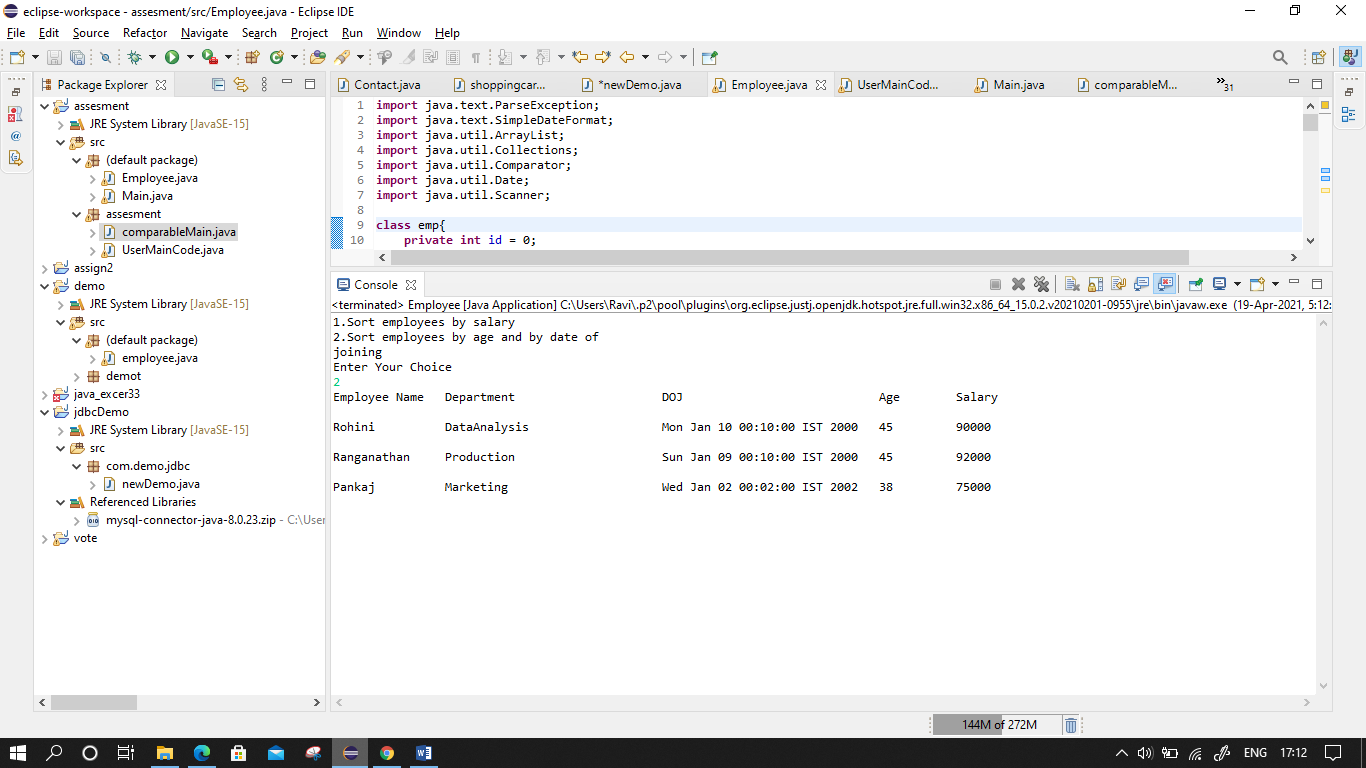 eclipse-workspace - assesment/src/Employee.java - Eclipse IDE
File Edit Source Refactor Navigate Search Project Run Window Help
Package Explorer
assesment
JRE System Library [JavaSE-15]
src
(default package)
Employee.java
Main.java
assesment
comparableMain.java
UserMainCode.java
assign2
demo
JRE System Library [JavaSE-15]
src
(default package)
employee.java
demot
java_excer33
jdbcDemo
JRE System Library [JavaSE-15]
src
com.demo.jdbc
newDemo.java
Referenced Libraries
mysql-connector-java-8.0.23.zip - C:\User
vote
Contact.java shoppingcar... *newDemo.java Employee.java UserMainCod... Main.java comparableM... »31
1 import java.text.ParseException;
2 import java.text.SimpleDateFormat;
3 import java.util.ArrayList;
4 import java.util.Collections;
5 import java.util.Comparator;
6 import java.util.Date;
7 import java.util.Scanner;
8
9 class emp{
10 private int id = 0;
Console
<terminated> Employee [Java Application] C:\Users\Ravi\.p2\pool\plugins\org.eclipse.justj.openjdk.hotspot.jre.full.win32.x86_64_15.0.2.v20210201-0955\jre\bin\javaw.exe (19-Apr-2021, 5:12:
1.Sort employees by salary
2.Sort employees by age and by date of
joining
Enter Your Choice
2
Employee Name Department DOJ Age Salary
Rohini DataAnalysis Mon Jan 10 00:10:00 IST 2000 45 90000
Ranganathan Production Sun Jan 09 00:10:00 IST 2000 45 92000
Pankaj Marketing Wed Jan 02 00:02:00 IST 2002 38 75000
144M of 272M
ENG 17:12